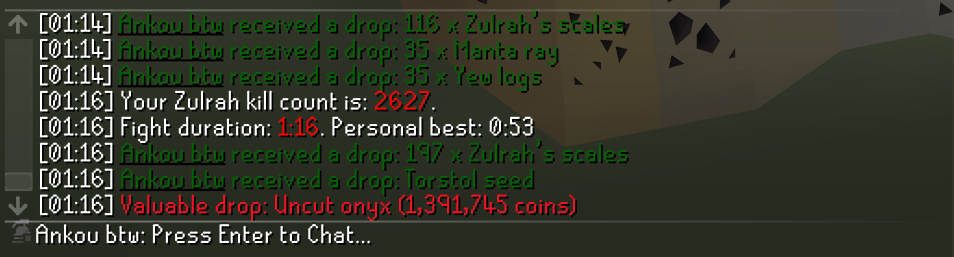 [01:14] Ankou btw received a drop: 116 x Zulrah's scales
[01:14] Ankou btw received a drop: 35 x Manta ray
[01:14] Ankou btw received a drop: 35 x Yew logs
[01:16] Your Zulrah kill count is: 2627.
[01:16] Fight duration: 1:16. Personal best: 0:53
[01:16] Ankou btw received a drop: 197 x Zulrah's scales
[01:16] Ankou btw received a drop: Torstol seed
[01:16] Valuable drop: Uncut onyx (1,391,745 coins)
Ankou btw: Press Enter to Chat...